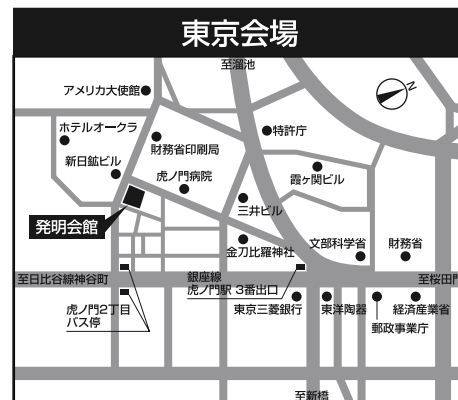 東京会場
至溜池
アメリカ大使館
N
ホテルオークラ
特許庁
財務省印刷局
新日鉱ビル
虎ノ門病院
霞ヶ関ビル
三井ビル
発明会館
金刀比羅神社
文部科学省
財務省
至日比谷線神谷町
銀座線
虎ノ門駅 3番出口
至桜田門
虎ノ門2丁目
バス停
東京三菱銀行
東洋陶器
経済産業省
郵政事業庁
至新橋